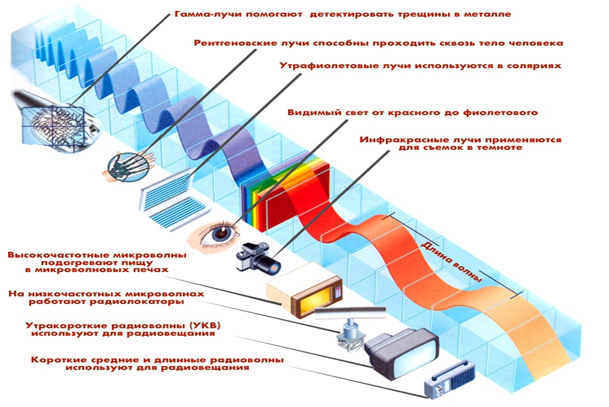 Гамма-лучи помогают детектировать трещины в металле
Рентгеновские лучи способны проходить сквозь тело человека
Утрафиолетовые лучи используются в соляриях
Видимый свет от красного до фиолетового
Инфракрасные лучи применяются
для съемок в темноте
Длина волны
Высокочастотные микроволны
подогревают пищу
в микроволновых печах
На низкочастотных микроволнах
работают радиолокаторы
Утракороткие радиоволны (УКВ)
используют для радиовещания
Короткие средние и длинные радиоволны
используют для радиовещания